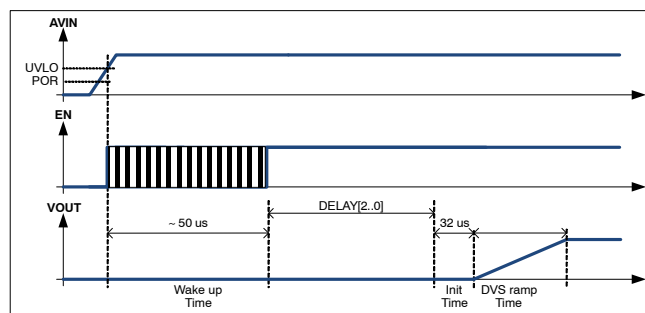 AVIN
UVLO
POR
EN
VOUT
DELAY[2..0]
~ 50 us
32 us
Wake up
Time
Init
Time
DVS ramp
Time